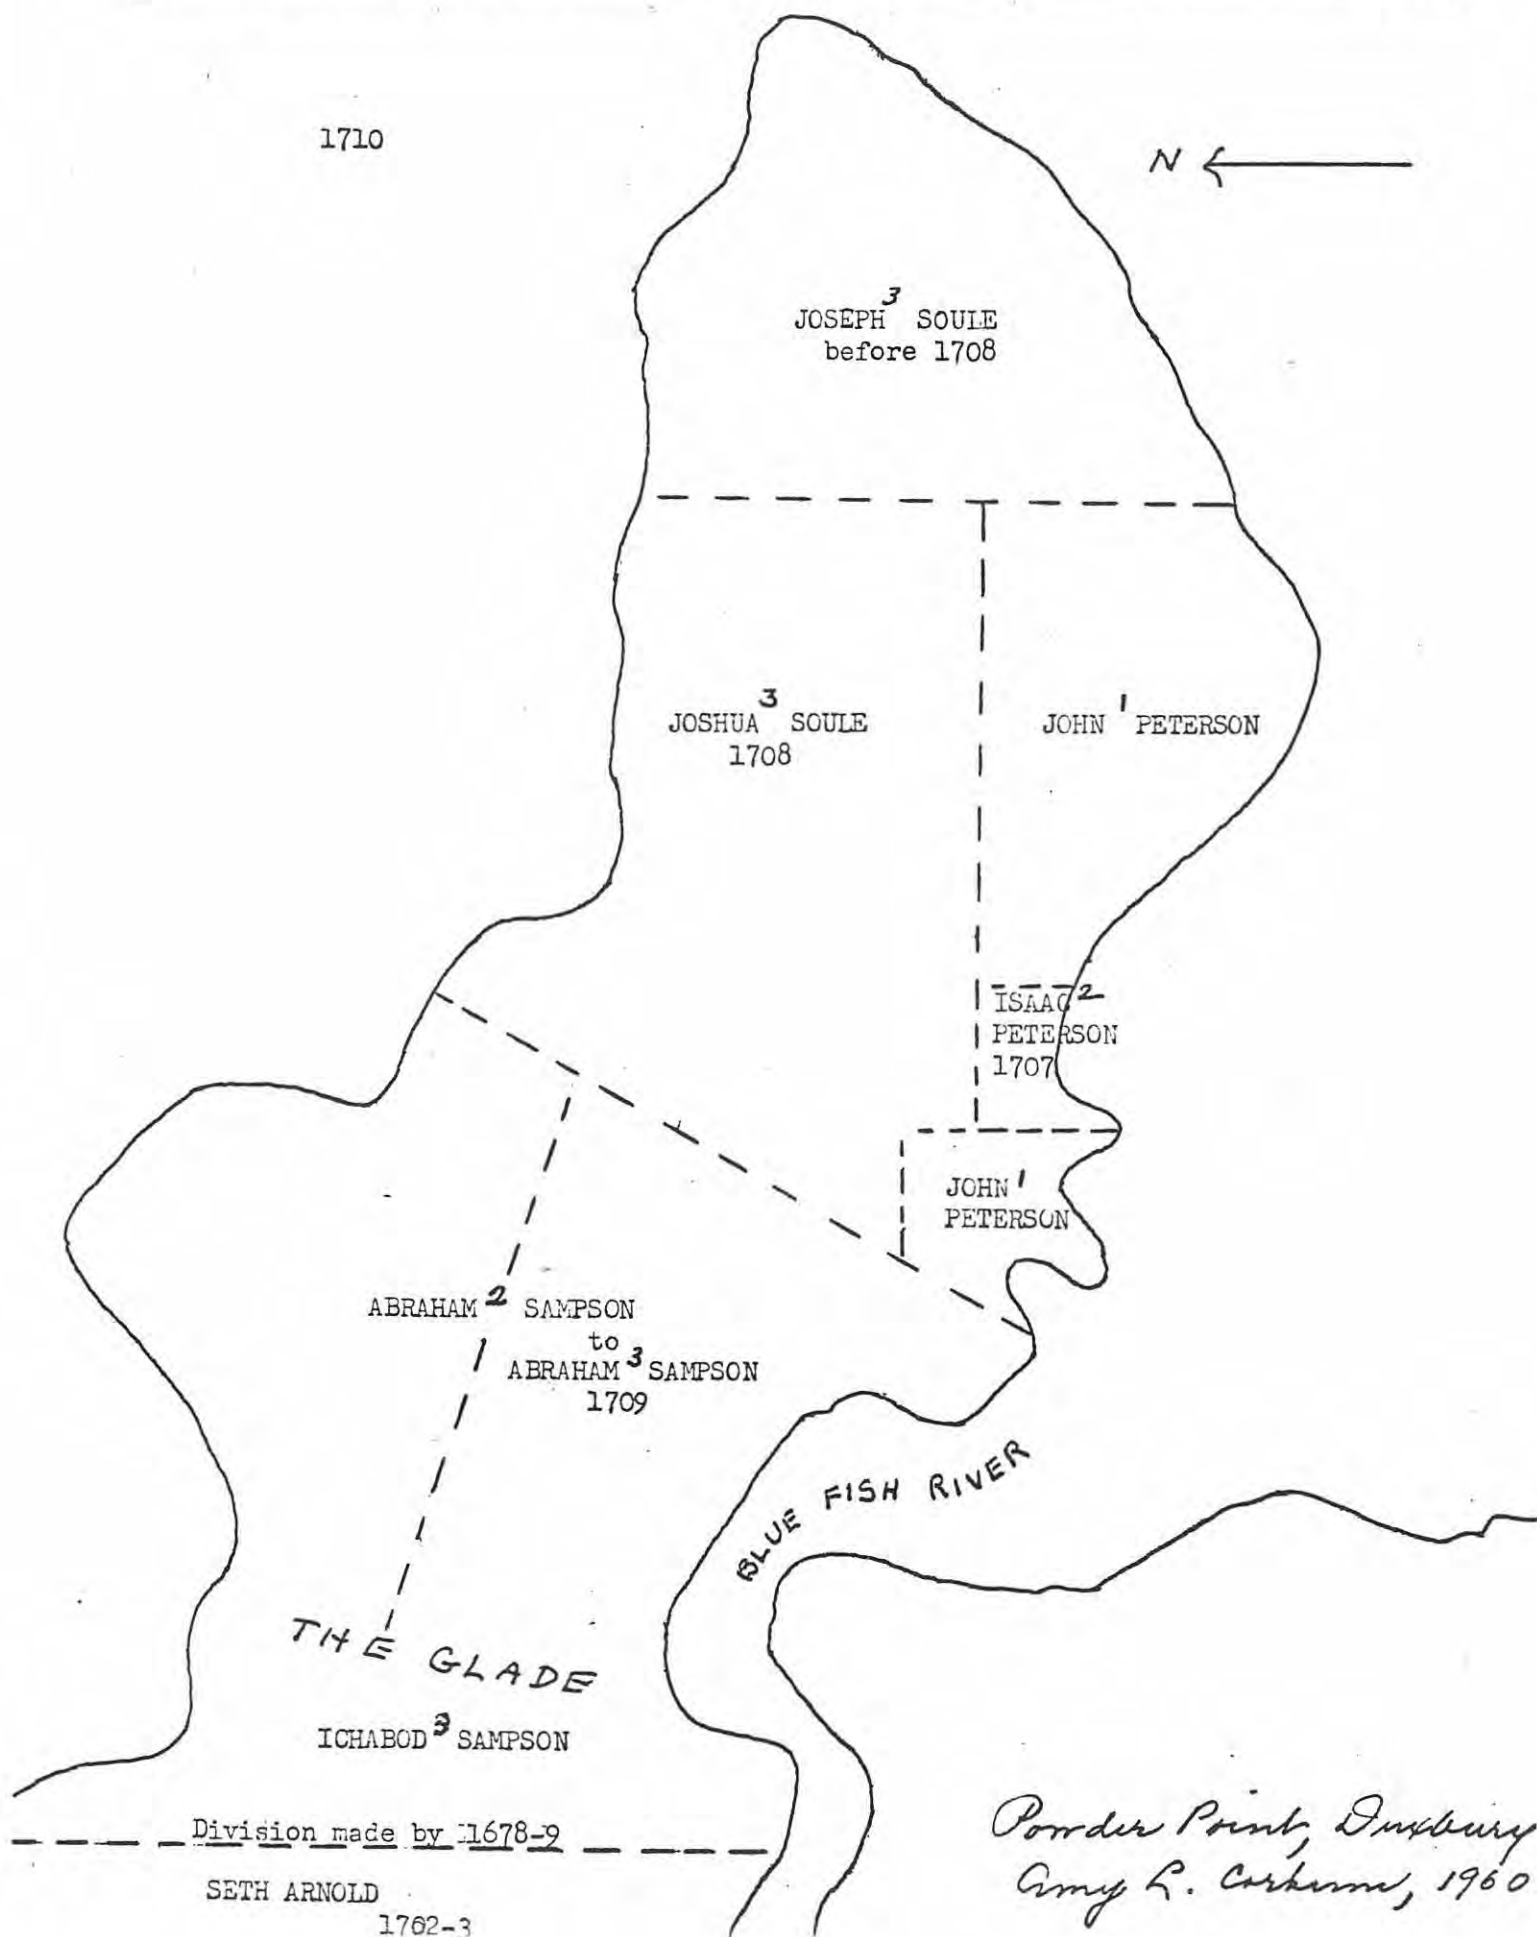 1710
N
JOSEPH 3 SOULE
before 1708
JOSHUA 3 SOULE
1708
JOHN 1 PETERSON
ISAAC 2
PETERSON
1707
JOHN 1
PETERSON
ABRAHAM 2 SAMPSON
to
ABRAHAM 3 SAMPSON
1709
BLUE FISH RIVER
THE GLADE
ICHABOD 3 SAMPSON
Division made by 1678-9
SETH ARNOLD
1762-3
Powder Point, Duxbury
Amy L. 1960